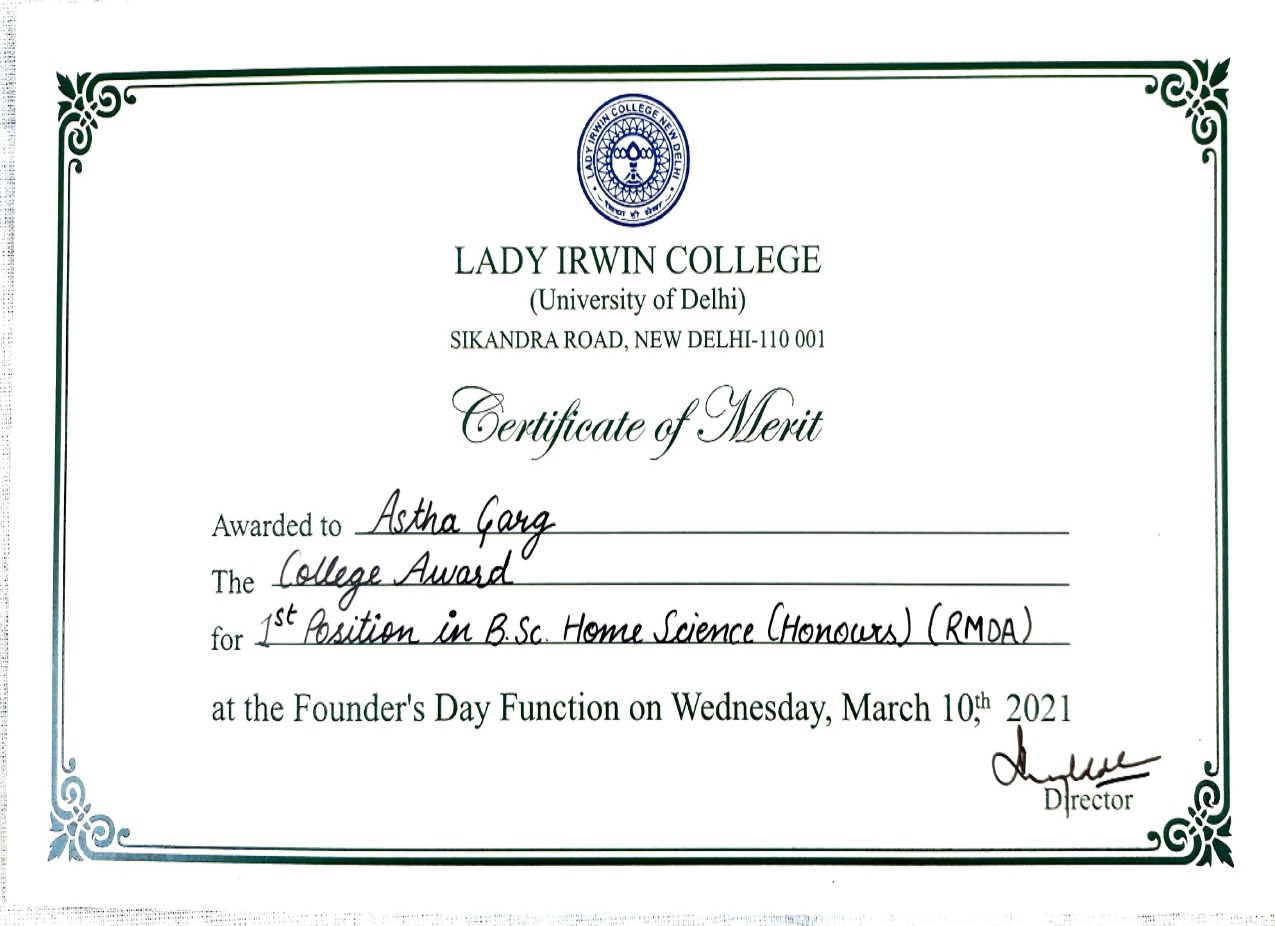 LADY IRWIN COLLEGE NEW DELHI
विद्या ही सेवा
LADY IRWIN COLLEGE
(University of Delhi)
SIKANDRA ROAD, NEW DELHI-110 001
Certificate of Merit
Awarded to Astha Garg
The College Award
for 1st Position in B.Sc. Home Science (Honours) (RMDA)
at the Founder's Day Function on Wednesday, March 10,th 2021
Director